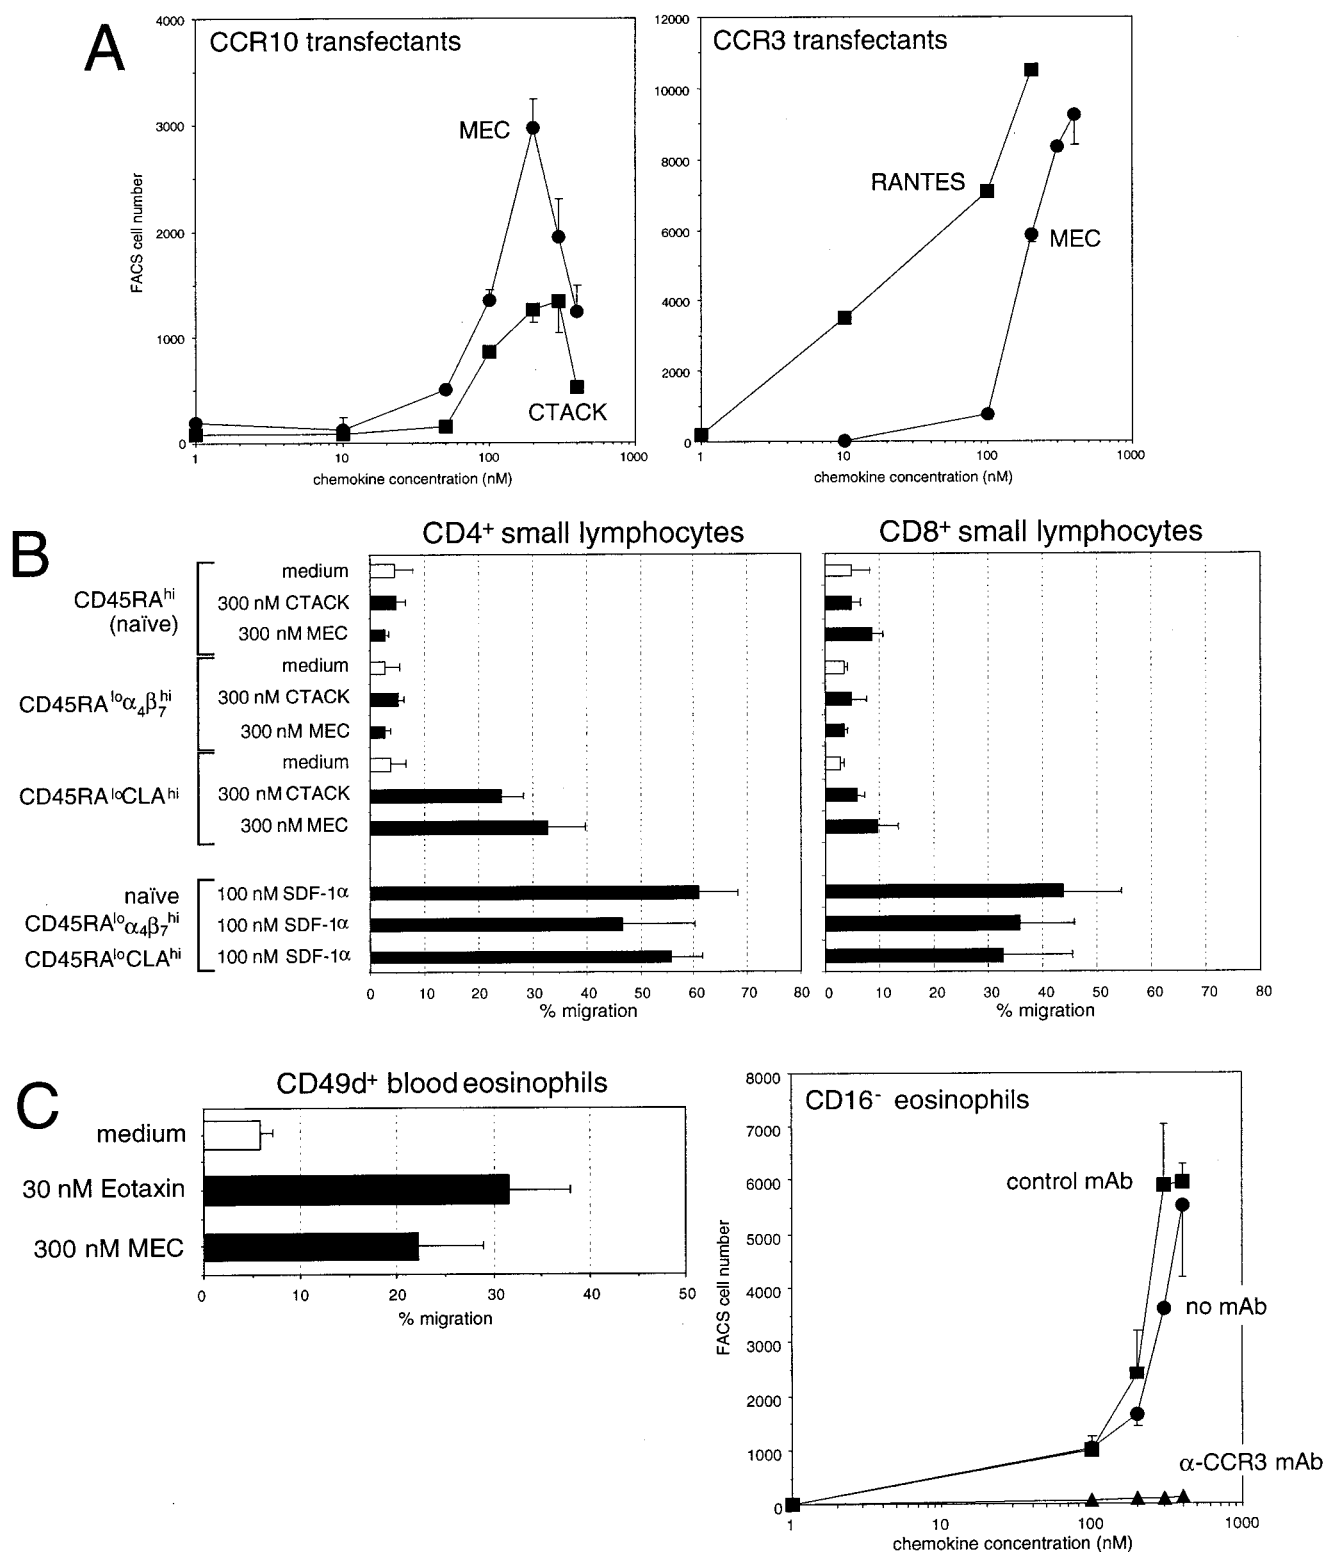 A
CCR10 transfectants
4000
3000
2000
1000
0
FACS cell number
MEC
CTACK
1 10 100 1000
chemokine concentration (nM)
CCR3 transfectants
12000
10000
8000
6000
4000
2000
0
RANTES
MEC
1 10 100 1000
chemokine concentration (nM)
B
CD4+ small lymphocytes
CD8+ small lymphocytes
CD45RAhi
(naïve)
medium
300 nM CTACK
300 nM MEC
CD45RAloα4β7hi
medium
300 nM CTACK
300 nM MEC
CD45RAloCLAhi
medium
300 nM CTACK
300 nM MEC
naïve 100 nM SDF-1α
CD45RAloα4β7hi 100 nM SDF-1α
CD45RAloCLAhi 100 nM SDF-1α
0 10 20 30 40 50 60 70 80
% migration
0 10 20 30 40 50 60 70 80
% migration
C
CD49d+ blood eosinophils
medium
30 nM Eotaxin
300 nM MEC
0 10 20 30 40 50
% migration
CD16- eosinophils
8000
7000
6000
5000
4000
3000
2000
1000
0
FACS cell number
control mAb
no mAb
α-CCR3 mAb
1 10 100 1000
chemokine concentration (nM)